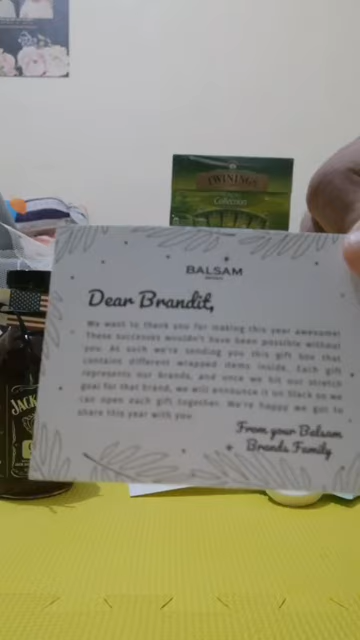 TWININGS
Collection
BALSAM
BRANDS
Dear Brandit,
We want to thank you for making this year awesome!
These successes wouldn't have been possible without
you. As such we're sending you this gift box that
contains different wrapped items inside. Each gift
represents our brands, and once we hit our stretch
goal for that brand, we will announce it on Slack so we
can open each gift together. We're happy we got to
share this year with you.
From your Balsam
Brands Family
JACK